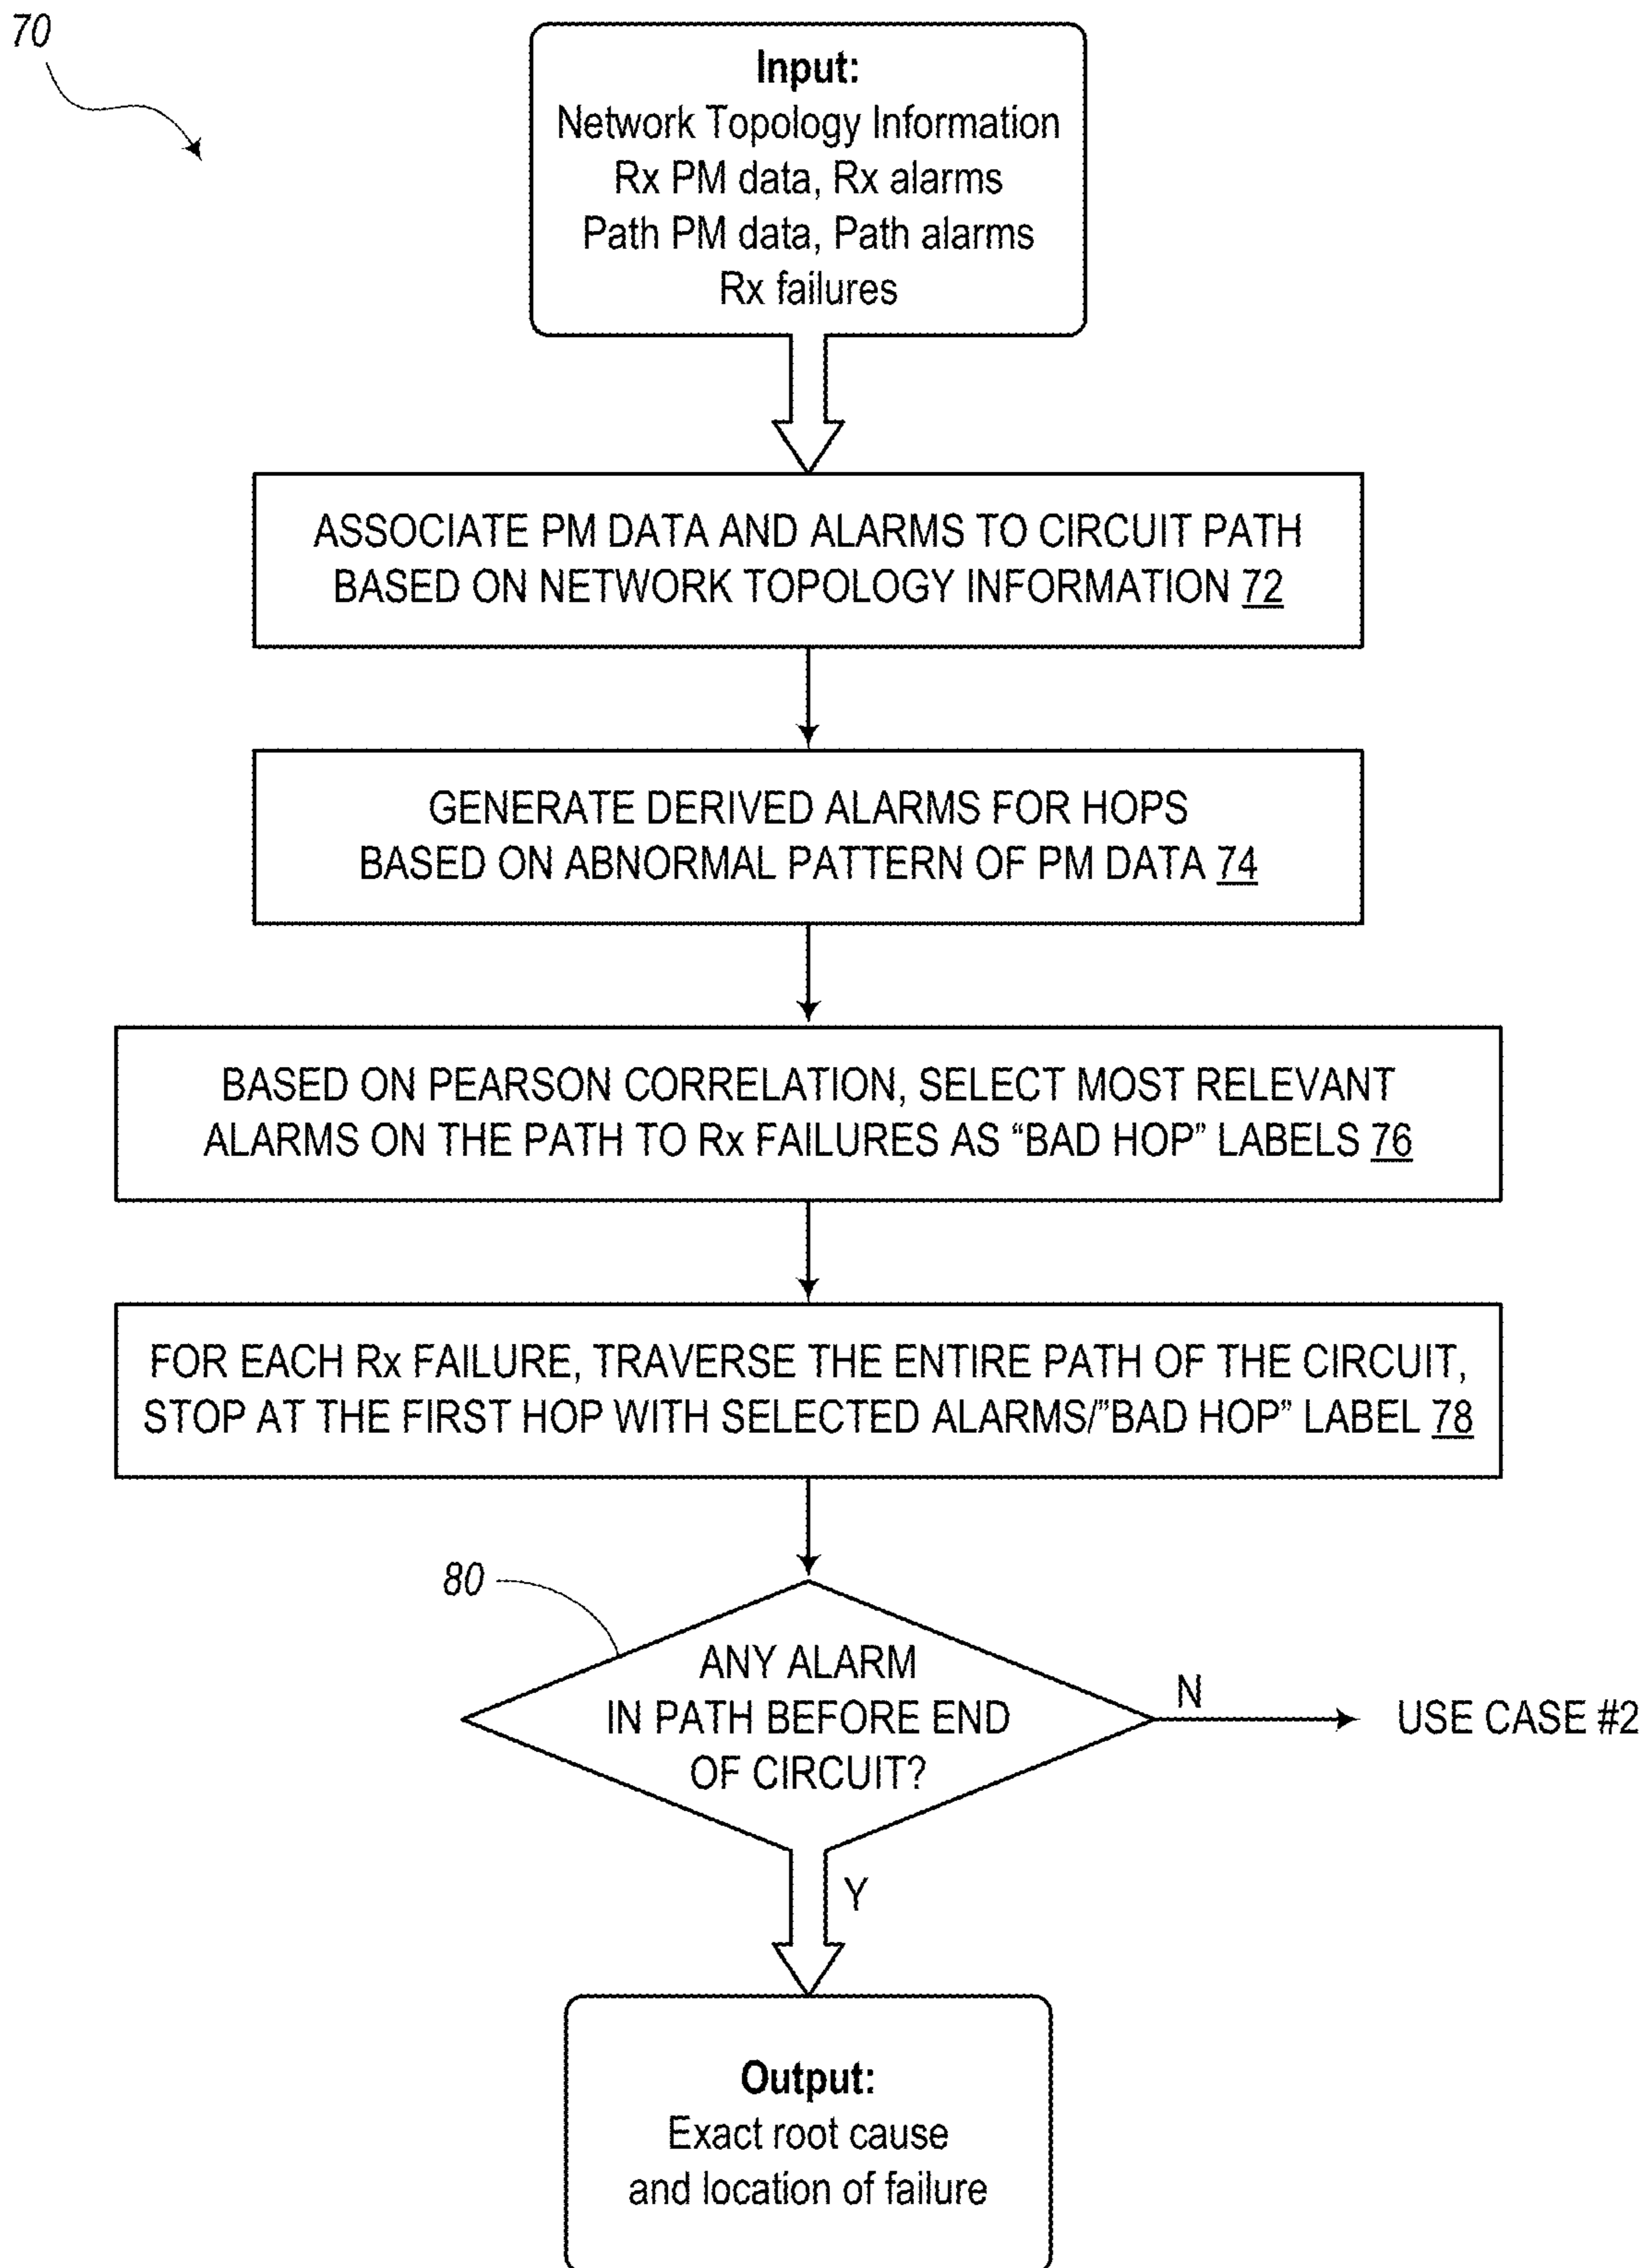 70
Input:
Network Topology Information
Rx PM data, Rx alarms
Path PM data, Path alarms
Rx failures
ASSOCIATE PM DATA AND ALARMS TO CIRCUIT PATH
BASED ON NETWORK TOPOLOGY INFORMATION 72
GENERATE DERIVED ALARMS FOR HOPS
BASED ON ABNORMAL PATTERN OF PM DATA 74
BASED ON PEARSON CORRELATION, SELECT MOST RELEVANT
ALARMS ON THE PATH TO Rx FAILURES AS “BAD HOP” LABELS 76
FOR EACH Rx FAILURE, TRAVERSE THE ENTIRE PATH OF THE CIRCUIT,
STOP AT THE FIRST HOP WITH SELECTED ALARMS/”BAD HOP” LABEL 78
80
ANY ALARM
IN PATH BEFORE END
OF CIRCUIT?
N
USE CASE #2
Y
Output:
Exact root cause
and location of failure